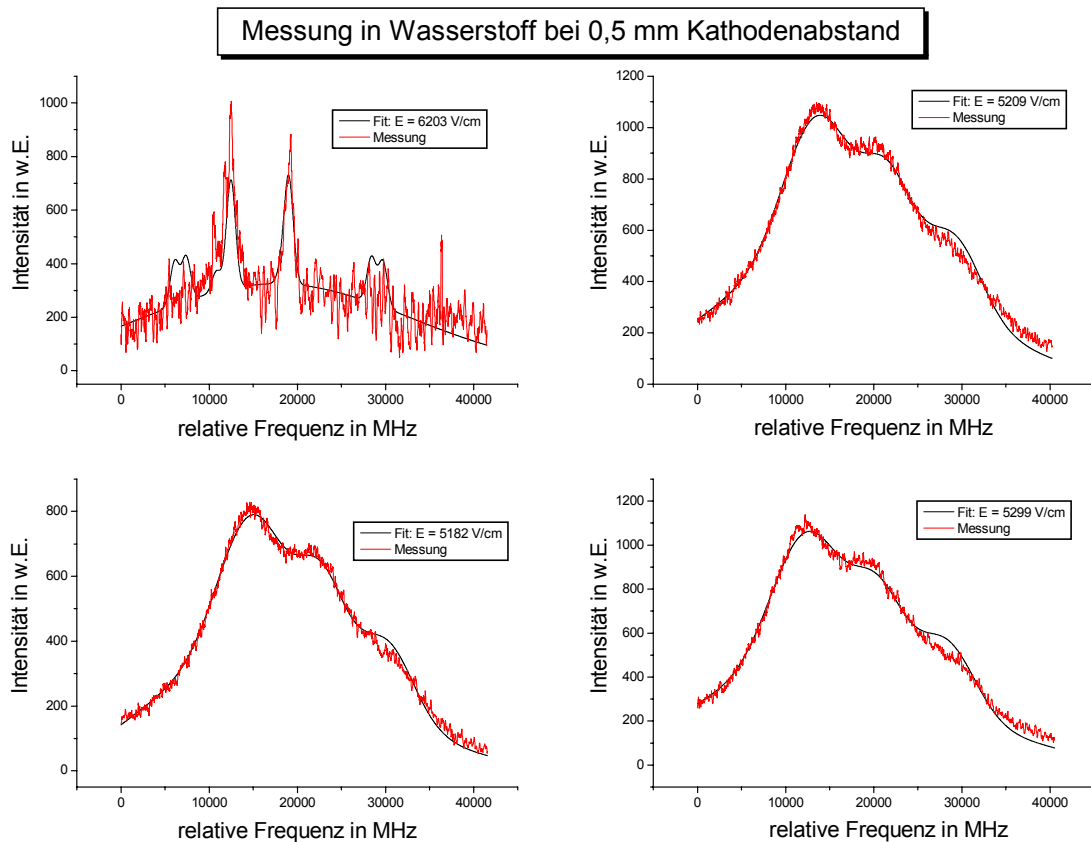 Messung in Wasserstoff bei 0,5 mm Kathodenabstand
Intensität in w.E.
1000
800
600
400
200
0
Fit: E = 6203 V/cm
Messung
0 10000 20000 30000 40000
relative Frequenz in MHz
Intensität in w.E.
1200
1000
800
600
400
200
0
Fit: E = 5209 V/cm
Messung
0 10000 20000 30000 40000
relative Frequenz in MHz
Intensität in w.E.
800
600
400
200
0
Fit: E = 5182 V/cm
Messung
0 10000 20000 30000 40000
relative Frequenz in MHz
Intensität in w.E.
1200
1000
800
600
400
200
0
Fit: E = 5299 V/cm
Messung
0 10000 20000 30000 40000
relative Frequenz in MHz